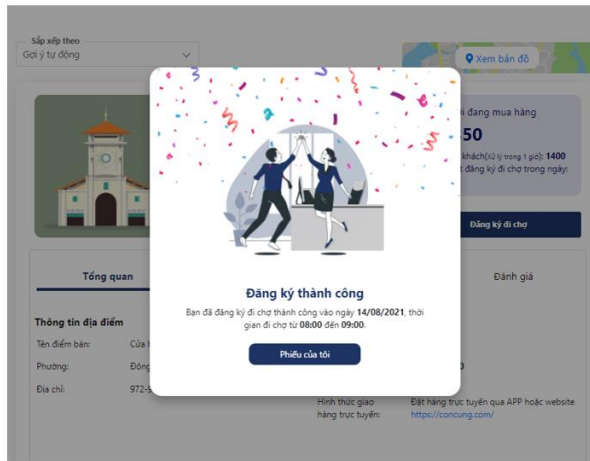 Sắp xếp theo
Gợi ý tự động
Xem bản đồ
đang mua hàng
50
khách(Xử lý trong 1 giờ): 1400
đăng ký đi chợ trong ngày:
Đăng ký đi chợ
Tổng quan
Đánh giá
Đăng ký thành công
Bạn đã đăng ký đi chợ thành công vào ngày 14/08/2021, thời
gian đi chợ từ 08:00 đến 09:00.
Phiếu của tôi
Thông tin địa điểm
Tên điểm bán: Cửa
Phường: Đông
Địa chỉ: 972-
Hình thức giao
hàng trực tuyến:
Đặt hàng trực tuyến qua APP hoặc website
https://concung.com/